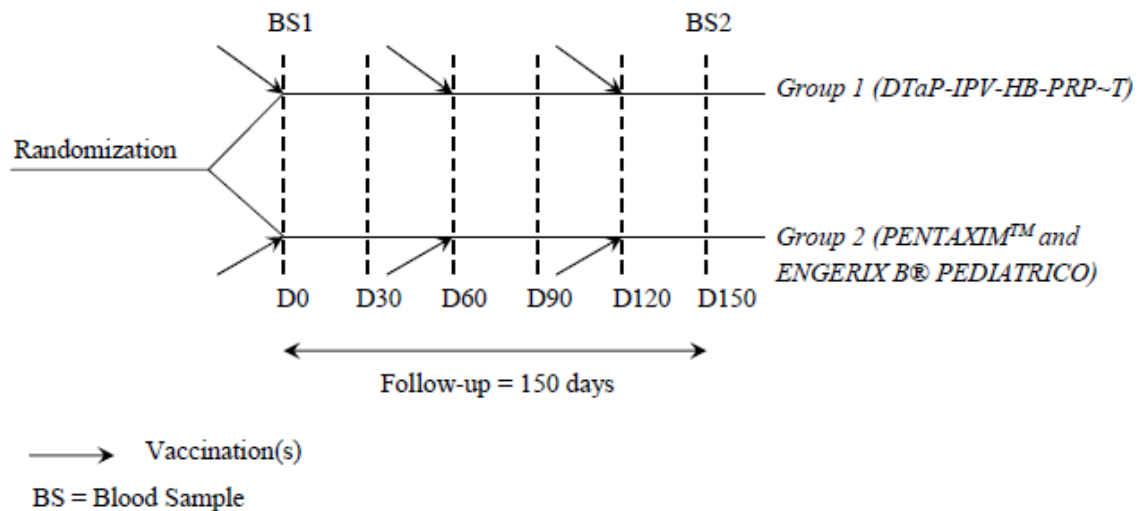 BS1 BS2
Group 1 (DTaP-IPV-HB-PRP~T)
Randomization
Group 2 (PENTAXIM™ and
ENGERIX B® PEDIATRICO)
D0 D30 D60 D90 D120 D150
Follow-up = 150 days
Vaccination(s)
BS = Blood Sample